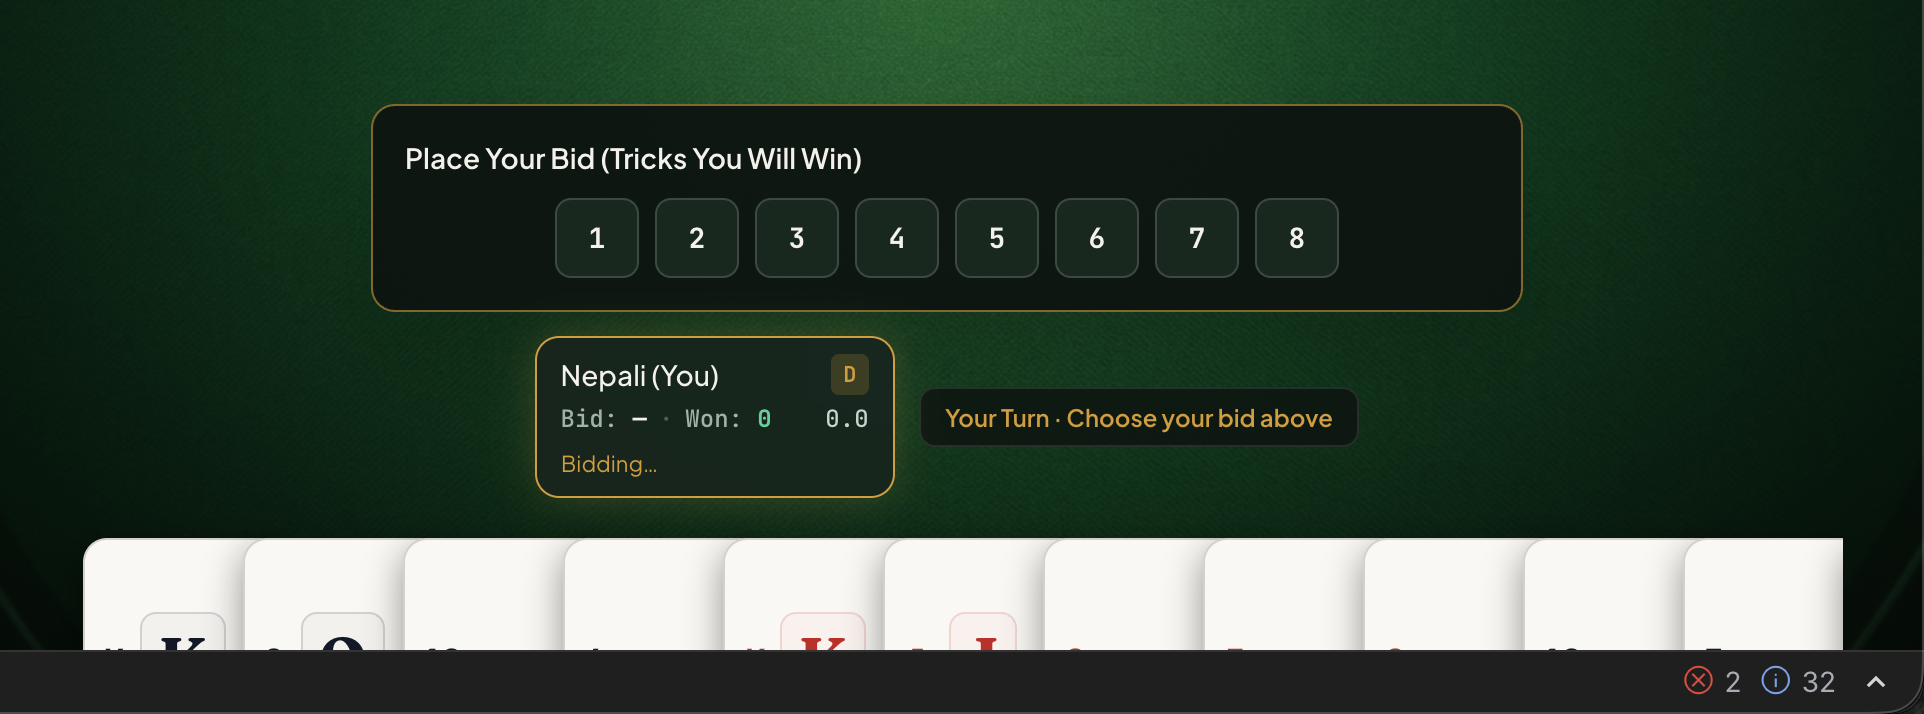 Place Your Bid (Tricks You Will Win)
1 2 3 4 5 6 7 8
Nepali (You) D
Bid: – · Won: 0 0.0
Bidding...
Your Turn · Choose your bid above
K Q K J
2 32